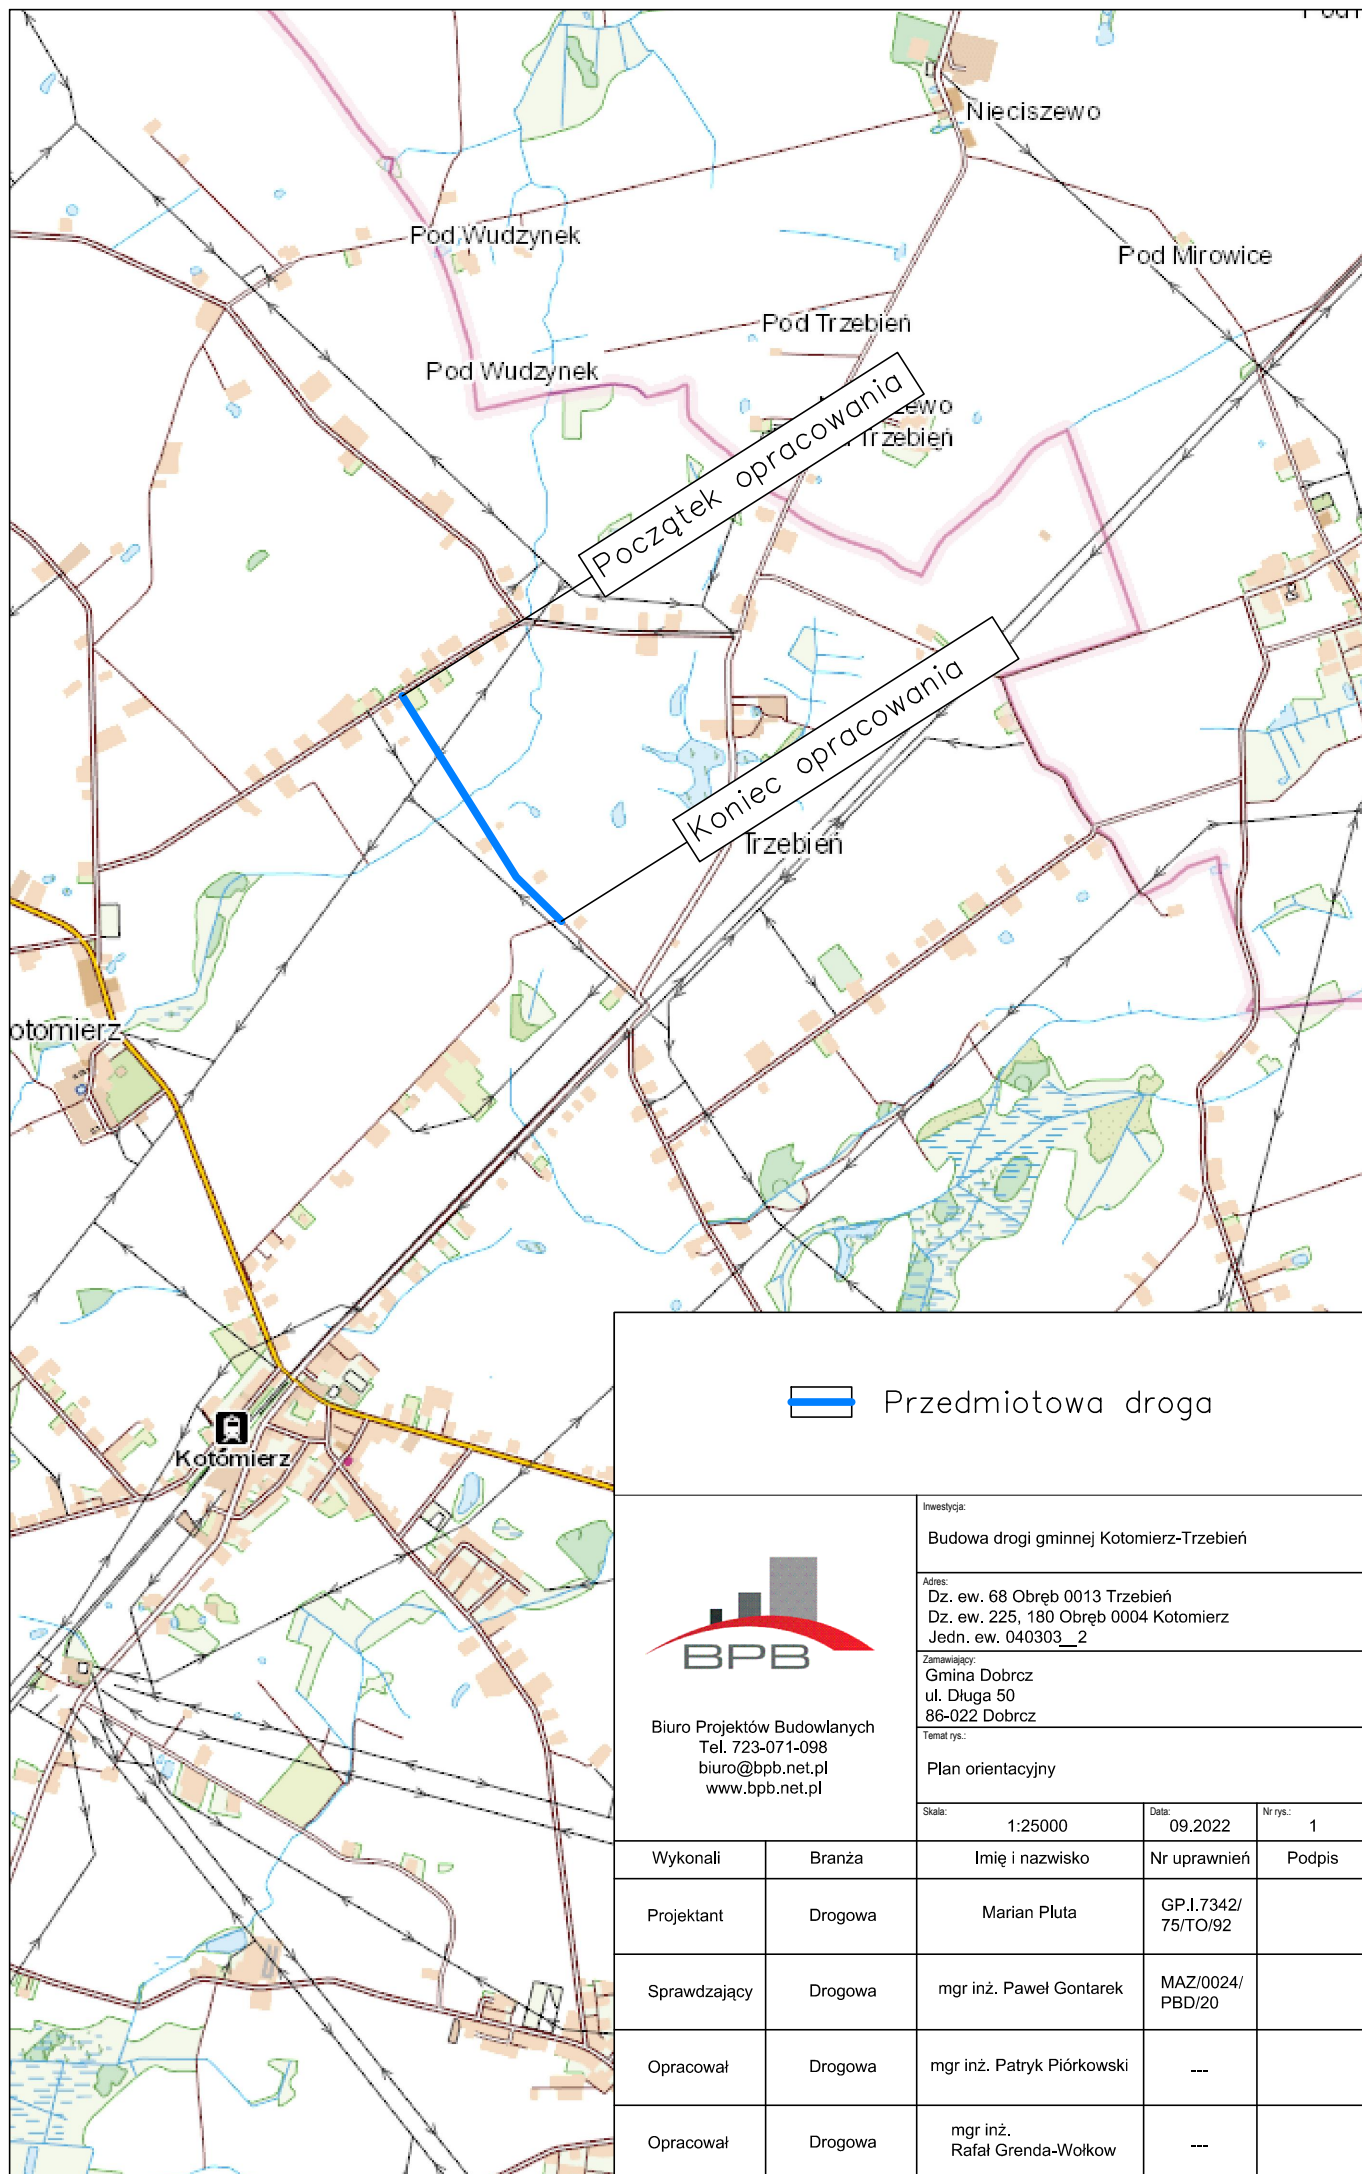 Nieciszewo
Pod Wudzynek
Pod Mirowice
Pod Trzebień
Pod Wudzynek
Początek opracowania
Trzebień
Koniec opracowania
Trzebień
otomierz
Kotomierz
Przedmiotowa droga
BPB
Biuro Projektów Budowlanych
Tel. 723-071-098
biuro@bpb.net.pl
www.bpb.net.pl
Inwestycja:
Budowa drogi gminnej Kotomierz-Trzebień
Adres:
Dz. ew. 68 Obręb 0013 Trzebień
Dz. ew. 225, 180 Obręb 0004 Kotomierz
Jedn. ew. 040303__2
Zamawiający:
Gmina Dobrcz
ul. Długa 50
86-022 Dobrcz
Temat rys.:
Plan orientacyjny
Skala: 1:25000 Data: 09.2022 Nr rys.: 1
Wykonali Branża Imię i nazwisko Nr uprawnień Podpis
Projektant Drogowa Marian Pluta GP.I.7342/
75/TO/92
Sprawdzający Drogowa mgr inż. Paweł Gontarek MAZ/0024/
PBD/20
Opracował Drogowa mgr inż. Patryk Piórkowski ---
Opracował Drogowa mgr inż.
Rafał Grenda-Wołkow ---